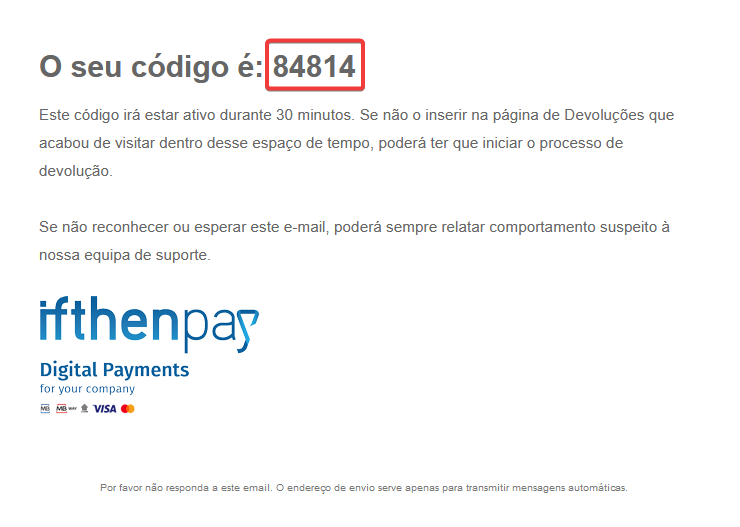 O seu código é: 84814
Este código irá estar ativo durante 30 minutos. Se não o inserir na página de Devoluções que
acabou de visitar dentro desse espaço de tempo, poderá ter que iniciar o processo de
devolução.
Se não reconhecer ou esperar este e-mail, poderá sempre relatar comportamento suspeito à
nossa equipa de suporte.
ifthenpay
Digital Payments
for your company
MB MB WAY VISA
Por favor não responda a este email. O endereço de envio serve apenas para transmitir mensagens automáticas.